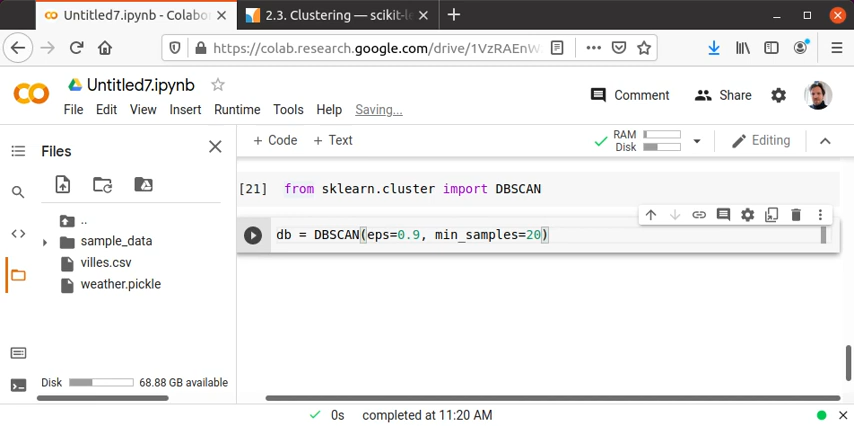 Untitled7.ipynb - Colabo
2.3. Clustering — scikit-le
https://colab.research.google.com/drive/1VzRAEnW
Untitled7.ipynb
Comment
Share
File Edit View Insert Runtime Tools Help Saving...
Files
+ Code + Text
RAM
Disk
Editing
..
sample_data
villes.csv
weather.pickle
[21] from sklearn.cluster import DBSCAN
db = DBSCAN(eps=0.9, min_samples=20)
Disk 68.88 GB available
0s completed at 11:20 AM